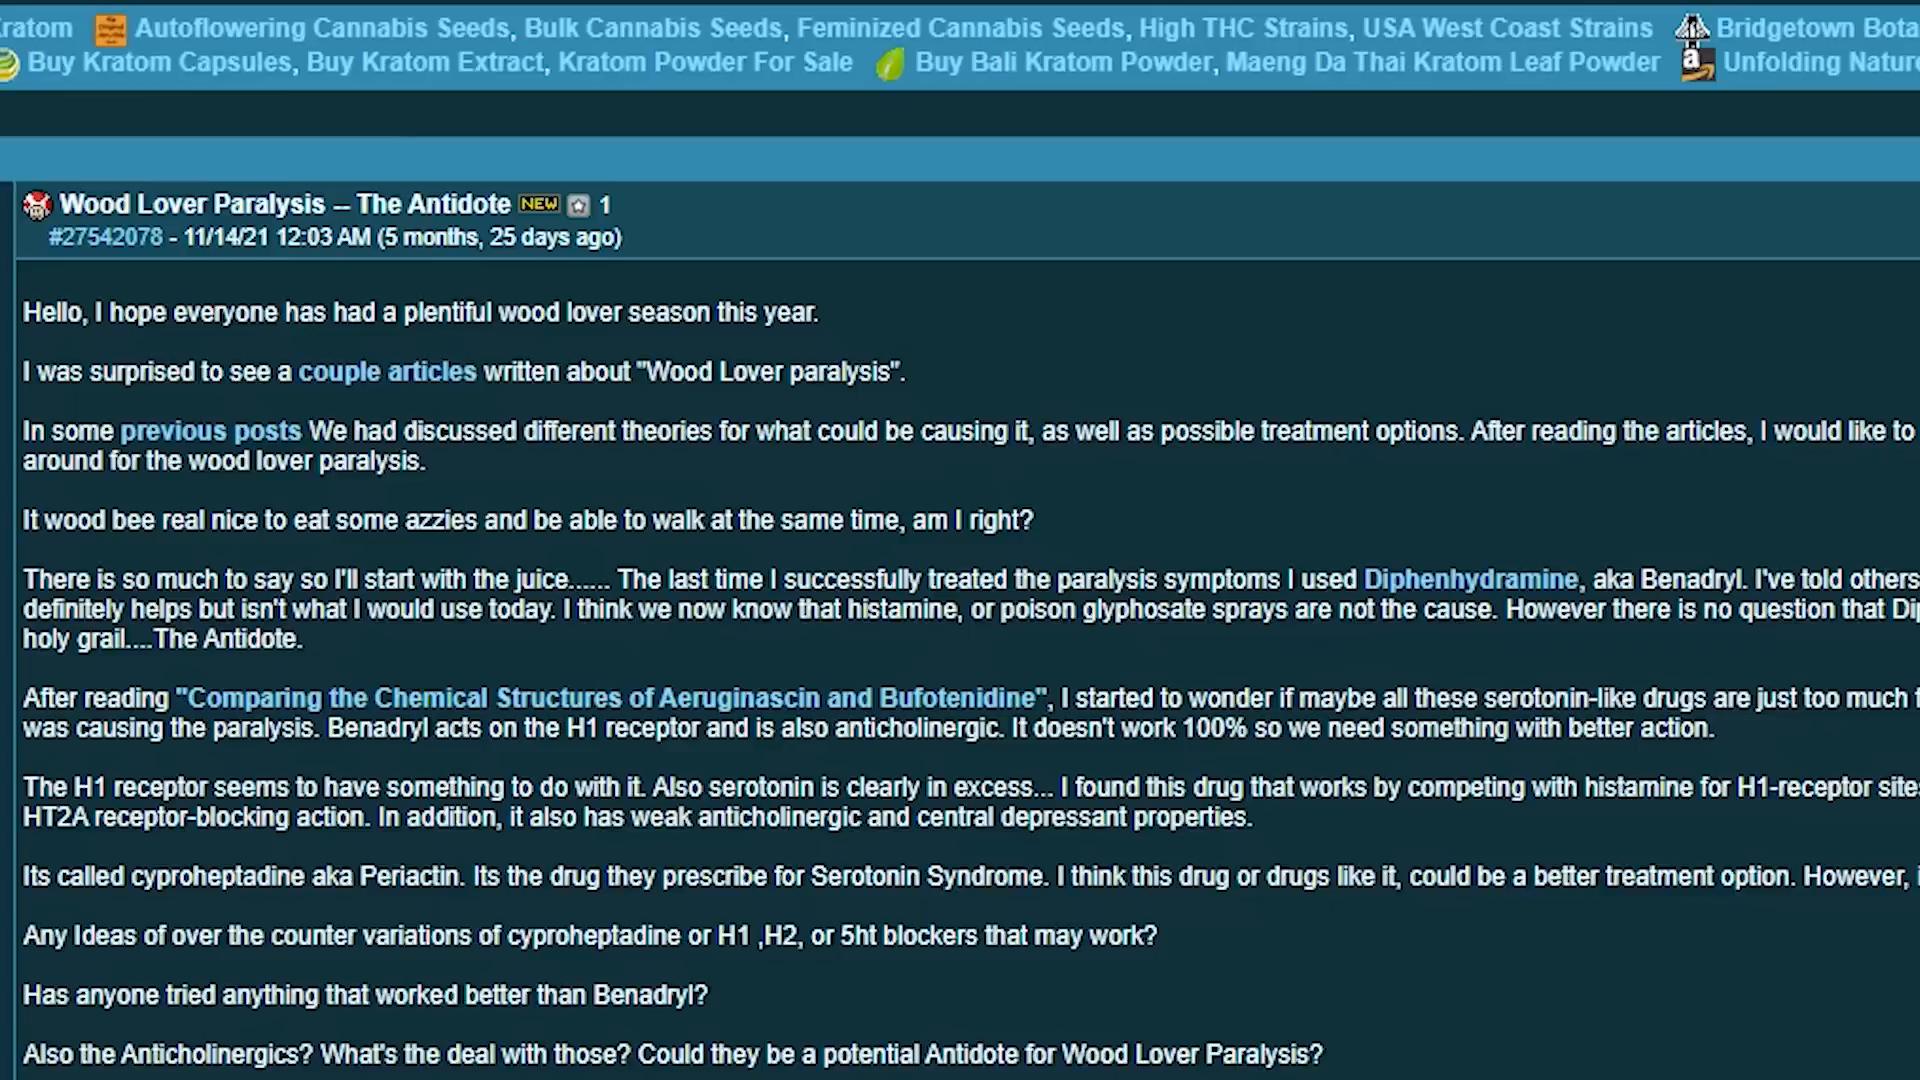 ratom Autoflowering Cannabis Seeds, Bulk Cannabis Seeds, Feminized Cannabis Seeds, High THC Strains, USA West Coast Strains Bridgetown Bota
Buy Kratom Capsules, Buy Kratom Extract, Kratom Powder For Sale Buy Bali Kratom Powder, Maeng Da Thai Kratom Leaf Powder a Unfolding Nature
Wood Lover Paralysis -- The Antidote NEW 1
#27542078 - 11/14/21 12:03 AM (5 months, 25 days ago)
Hello, I hope everyone has had a plentiful wood lover season this year.
I was surprised to see a couple articles written about "Wood Lover paralysis".
In some previous posts We had discussed different theories for what could be causing it, as well as possible treatment options. After reading the articles, I would like to
around for the wood lover paralysis.
It wood bee real nice to eat some azzies and be able to walk at the same time, am I right?
There is so much to say so I'll start with the juice...... The last time I successfully treated the paralysis symptoms I used Diphenhydramine, aka Benadryl. I've told others
definitely helps but isn't what I would use today. I think we now know that histamine, or poison glyphosate sprays are not the cause. However there is no question that Dip
holy grail....The Antidote.
After reading "Comparing the Chemical Structures of Aeruginascin and Bufotenidine", I started to wonder if maybe all these serotonin-like drugs are just too much f
was causing the paralysis. Benadryl acts on the H1 receptor and is also anticholinergic. It doesn't work 100% so we need something with better action.
The H1 receptor seems to have something to do with it. Also serotonin is clearly in excess... I found this drug that works by competing with histamine for H1-receptor sites
HT2A receptor-blocking action. In addition, it also has weak anticholinergic and central depressant properties.
Its called cyproheptadine aka Periactin. Its the drug they prescribe for Serotonin Syndrome. I think this drug or drugs like it, could be a better treatment option. However, i
Any Ideas of over the counter variations of cyproheptadine or H1 ,H2, or 5ht blockers that may work?
Has anyone tried anything that worked better than Benadryl?
Also the Anticholinergics? What's the deal with those? Could they be a potential Antidote for Wood Lover Paralysis?